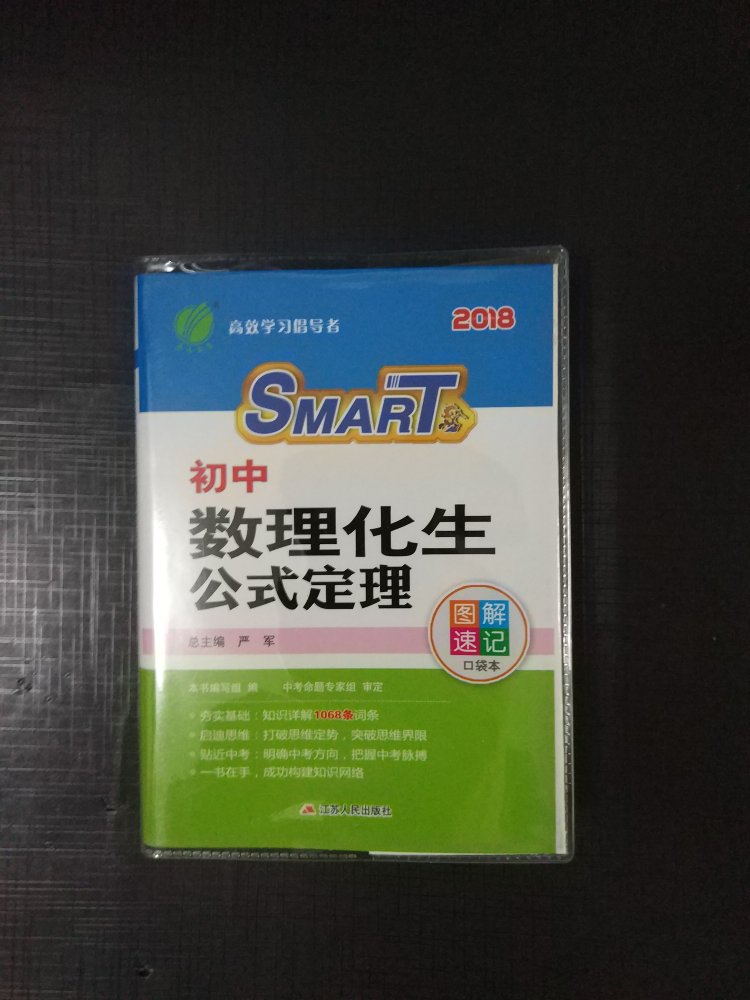 高效学习倡导者
2018
SMART
初中
数理化生
公式定理
图解
速记
口袋本
总主编 严 军
本书编写组 编 中考命题专家组 审定
夯实基础：知识详解1068条词条
启迪思维：打破思维定势，突破思维界限
贴近中考：明确中考方向，把握中考脉搏
一书在手，成功构建知识网络
江苏人民出版社